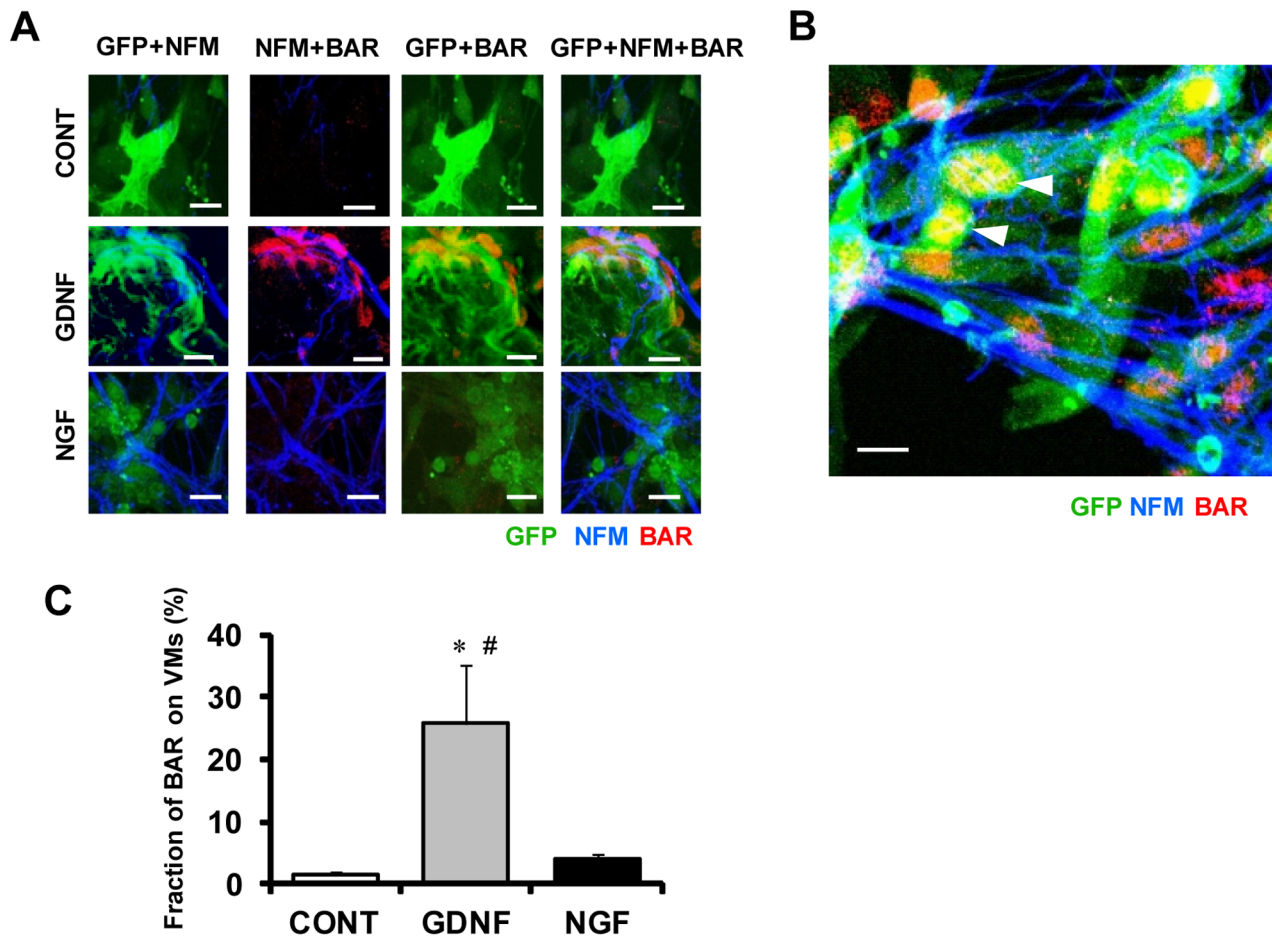 A
GFP+NFM NFM+BAR GFP+BAR GFP+NFM+BAR
CONT
GDNF
NGF
GFP NFM BAR
B
GFP NFM BAR
C
Fraction of BAR on VMs (%)
40
30
20
10
0
* #
CONT GDNF NGF